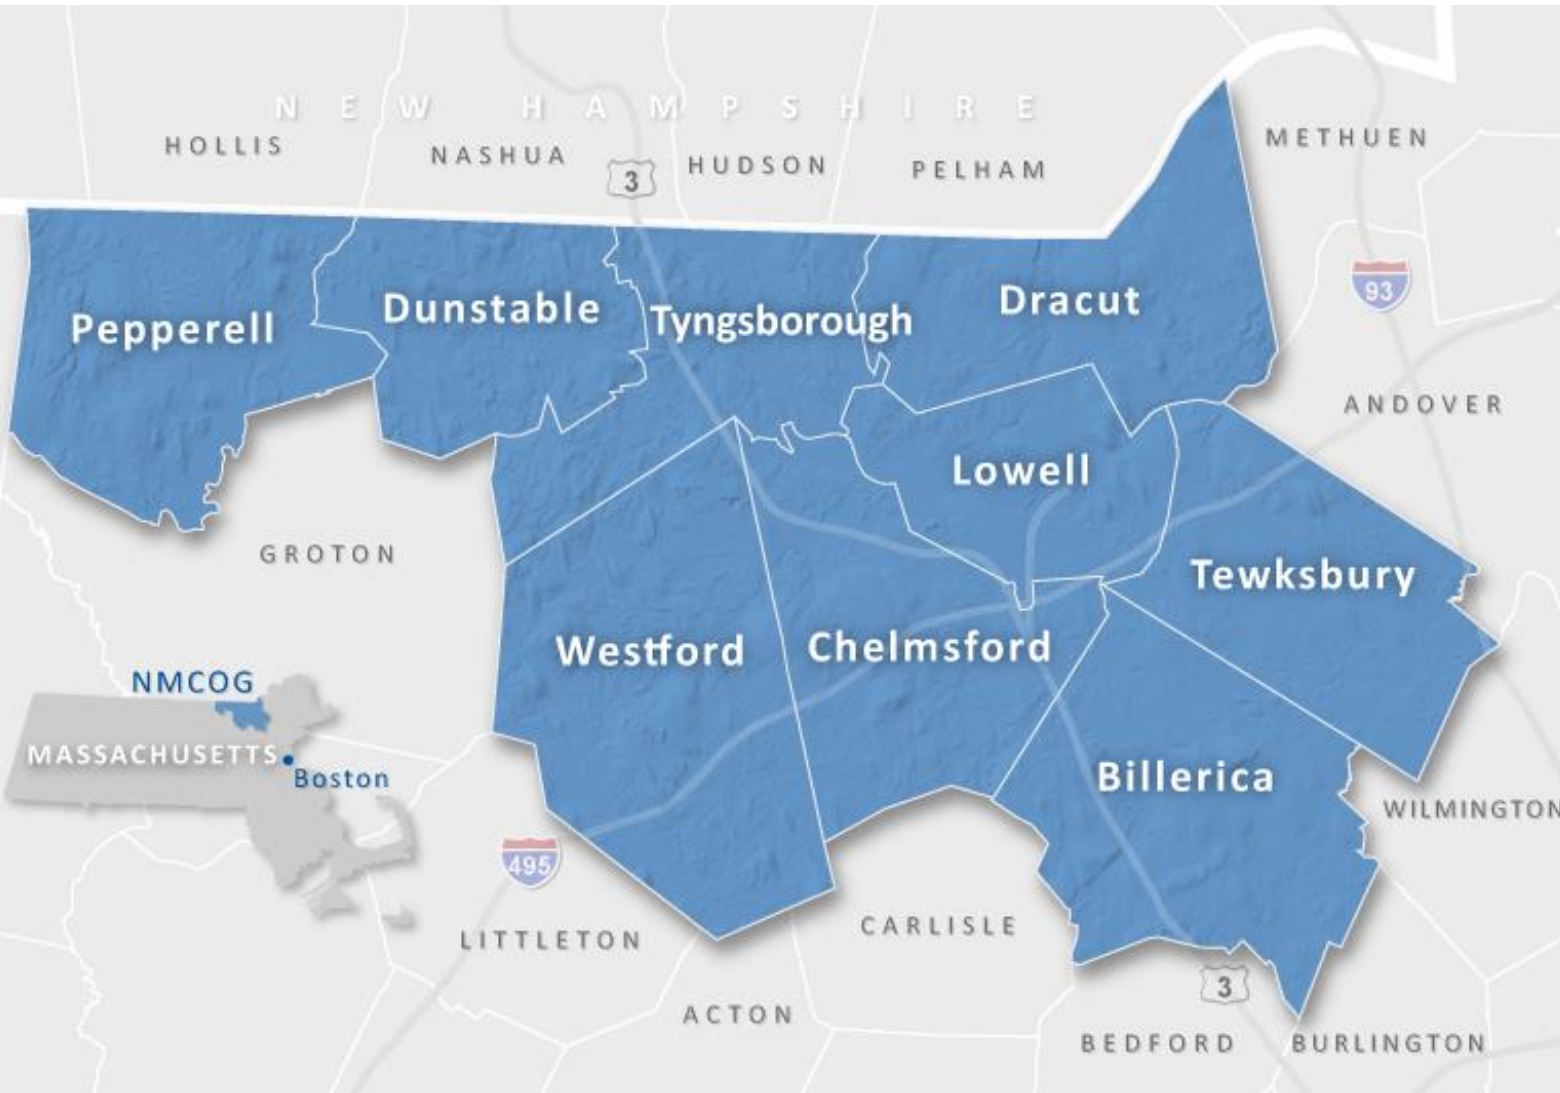 NEW HAMPSHIRE
HOLLIS
NASHUA
HUDSON
PELHAM
METHUEN
3
93
Pepperell
Dunstable
Tyngsborough
Dracut
ANDOVER
Lowell
GROTON
Tewksbury
Westford
Chelmsford
NMCOG
MASSACHUSETTS
Boston
Billerica
WILMINGTON
495
LITTLETON
CARLISLE
3
ACTON
BEDFORD
BURLINGTON